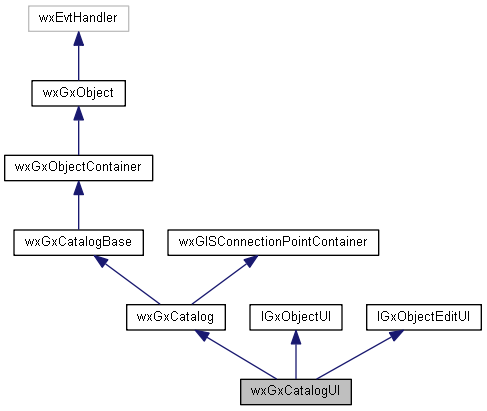 wxEvtHandler
wxGxObject
wxGxObjectContainer
wxGxCatalogBase
wxGISConnectionPointContainer
wxGxCatalog
IGxObjectUI
IGxObjectEditUI
wxGxCatalogUI